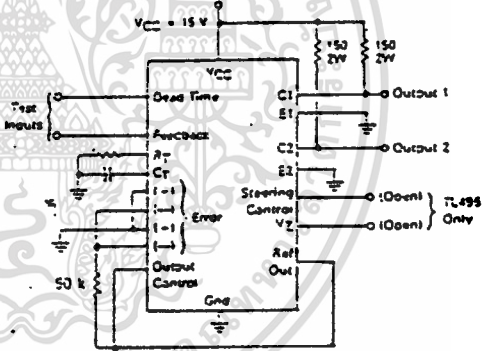 VCC = 15 V
150
2W
150
2W
VCC
Test
Inputs
Dead Time
Feedback
RT
CT
(+)
(-)
(+)
(-)
Error
50 k
Output
Control
Gnd
C1
E1
C2
E2
Steering
Control
VZ
Ref
Out
Output 1
Output 2
(Open)
(Open)
TL495
Only